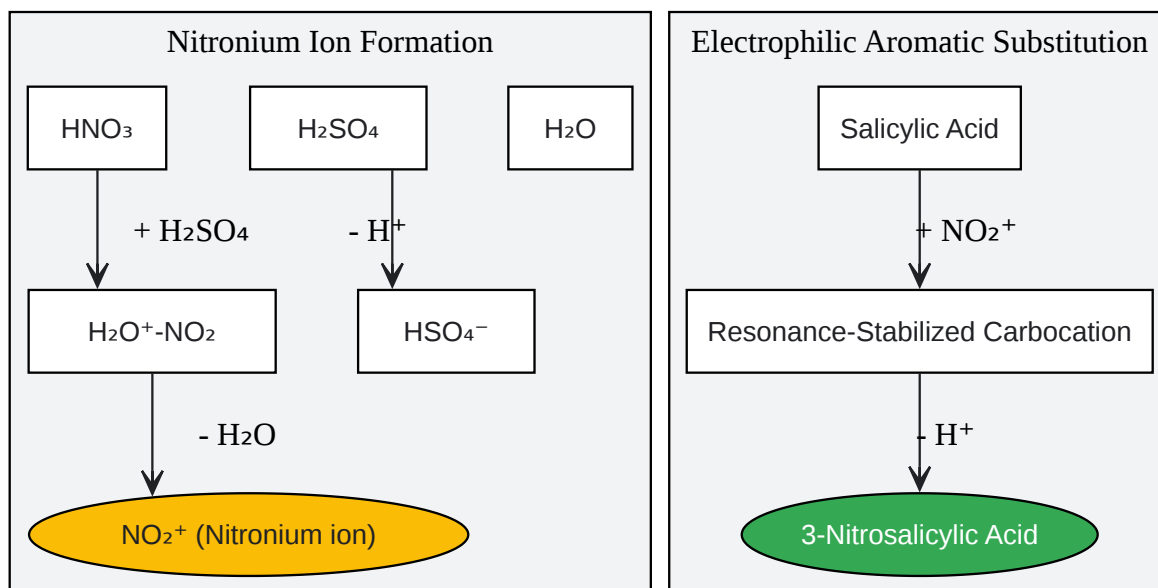 Nitronium Ion Formation
HNO₃
H₂SO₄
H₂O
+ H₂SO₄
- H⁺
H₂O⁺-NO₂
HSO₄⁻
- H₂O
NO₂⁺ (Nitronium ion)
Electrophilic Aromatic Substitution
Salicylic Acid
+ NO₂⁺
Resonance-Stabilized Carbocation
- H⁺
3-Nitrosalicylic Acid